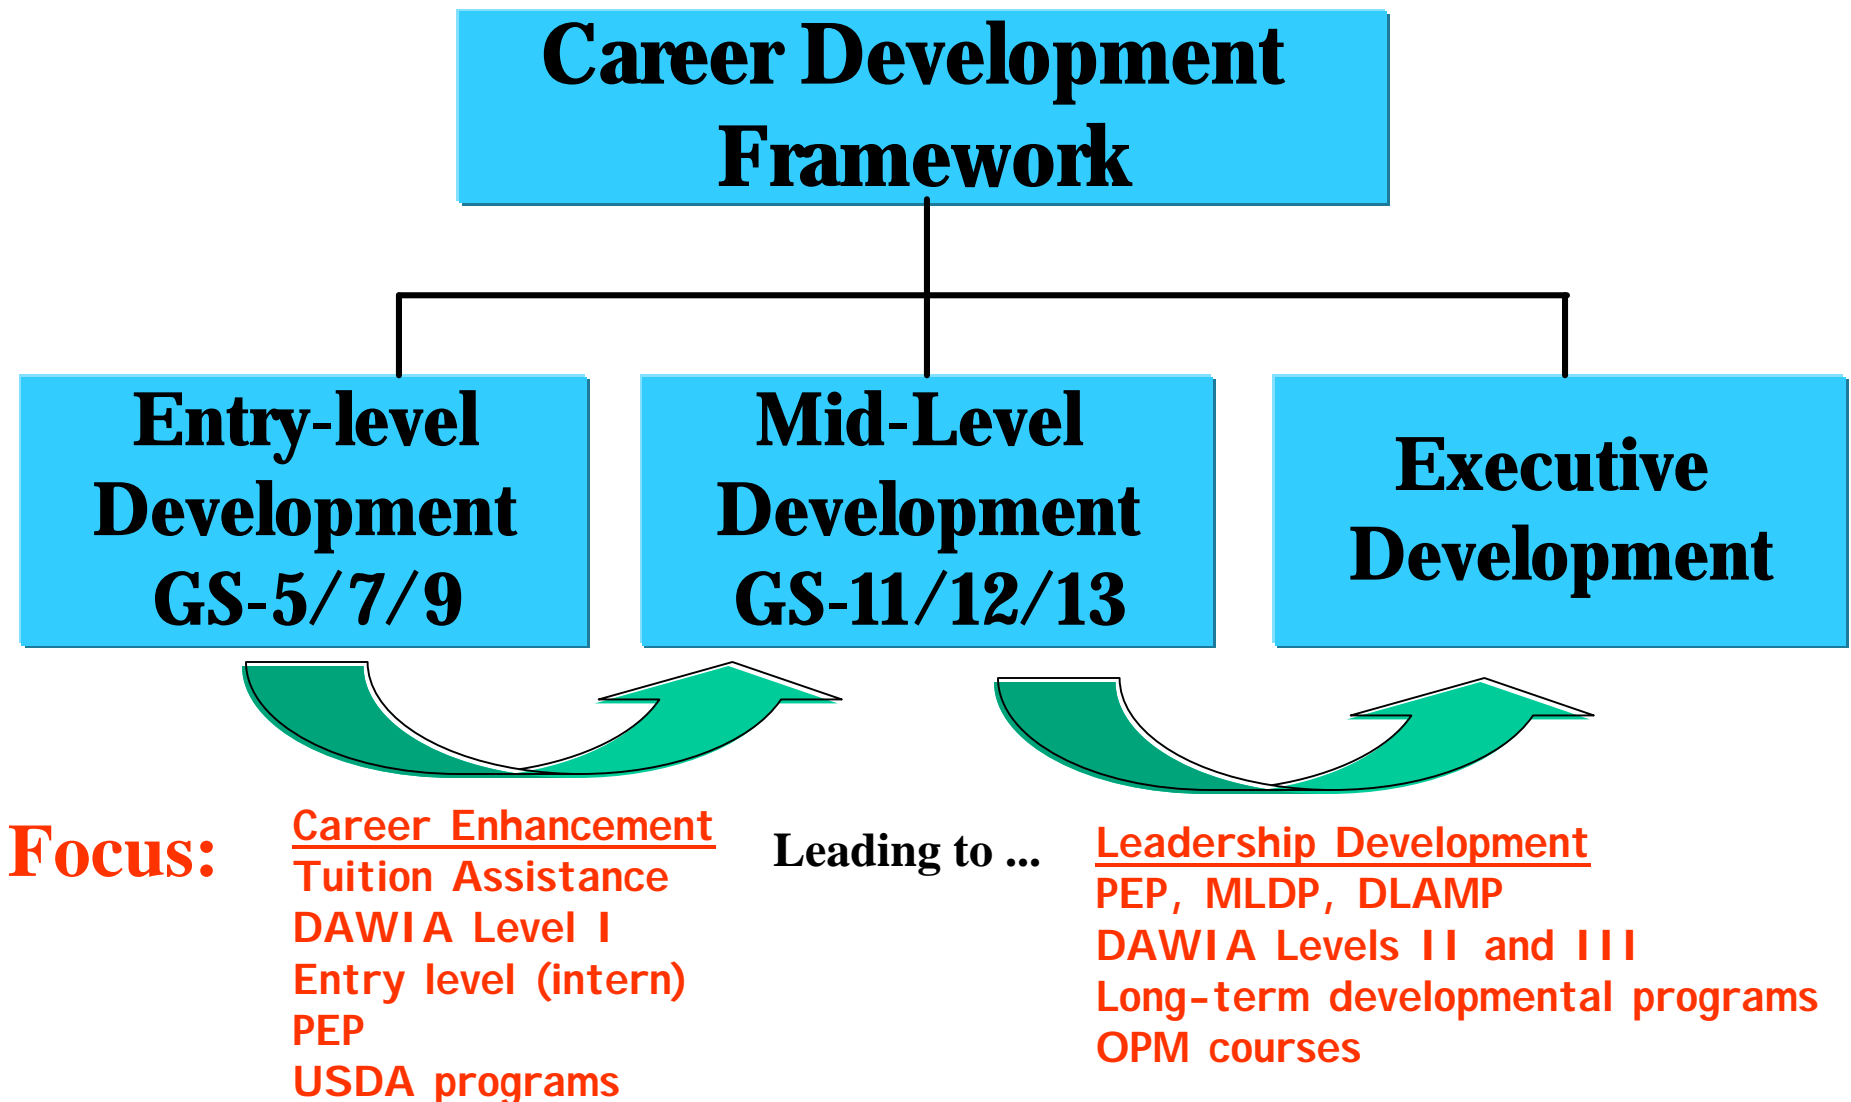 Career Development
Framework
Entry-level
Development
GS-5/7/9
Mid-Level
Development
GS-11/12/13
Executive
Development
Focus:
Career Enhancement
Tuition Assistance
DAWIA Level I
Entry level (intern)
PEP
USDA programs
Leading to ...
Leadership Development
PEP, MLDP, DLAMP
DAWIA Levels II and III
Long-term developmental programs
OPM courses